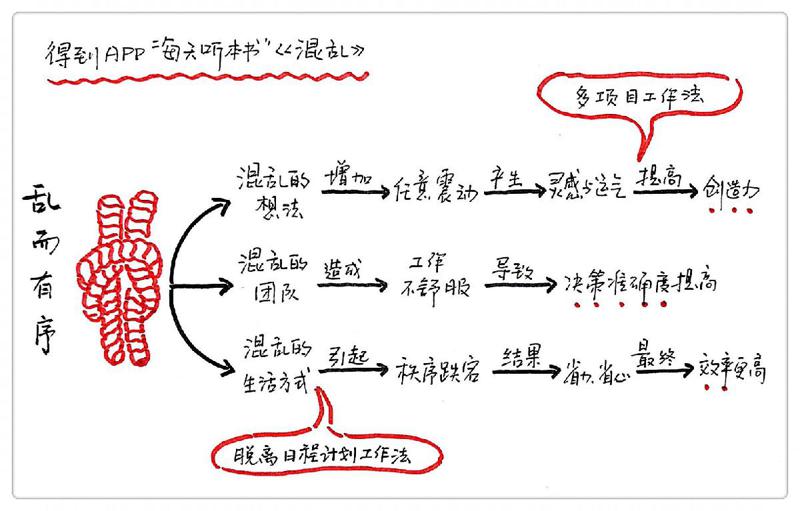 得到APP"每天听本书"《混乱》
多项目工作法
乱而有序
混乱的想法
增加
任意震动
产生
灵感与运气
提高
创造力
混乱的团队
造成
工作不舒服
导致
决策准确度提高
混乱的生活方式
引起
秩序跌宕
结果
省力、省心
最终
效率更高
脱离日程计划工作法